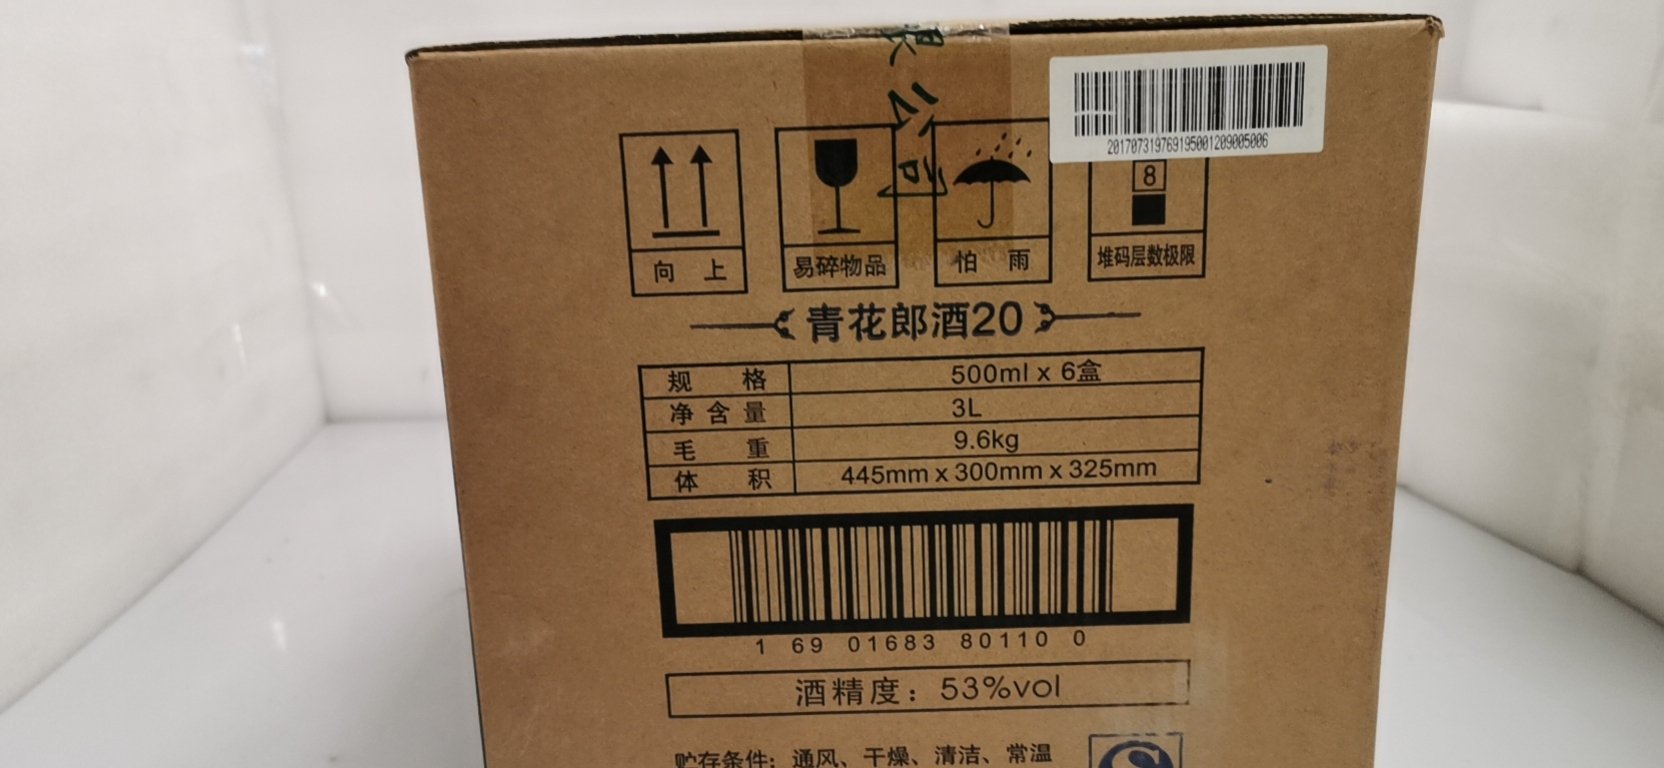 公司
201707319769195001209005006
8
向 上
易碎物品
怕 雨
堆码层数极限
青花郎酒20
规 格 500ml x 6盒
净含量 3L
毛 重 9.6kg
体 积 445mm x 300mm x 325mm
1 69 01683 80110 0
酒精度：53%vol
贮存条件：通风、干燥、清洁、常温